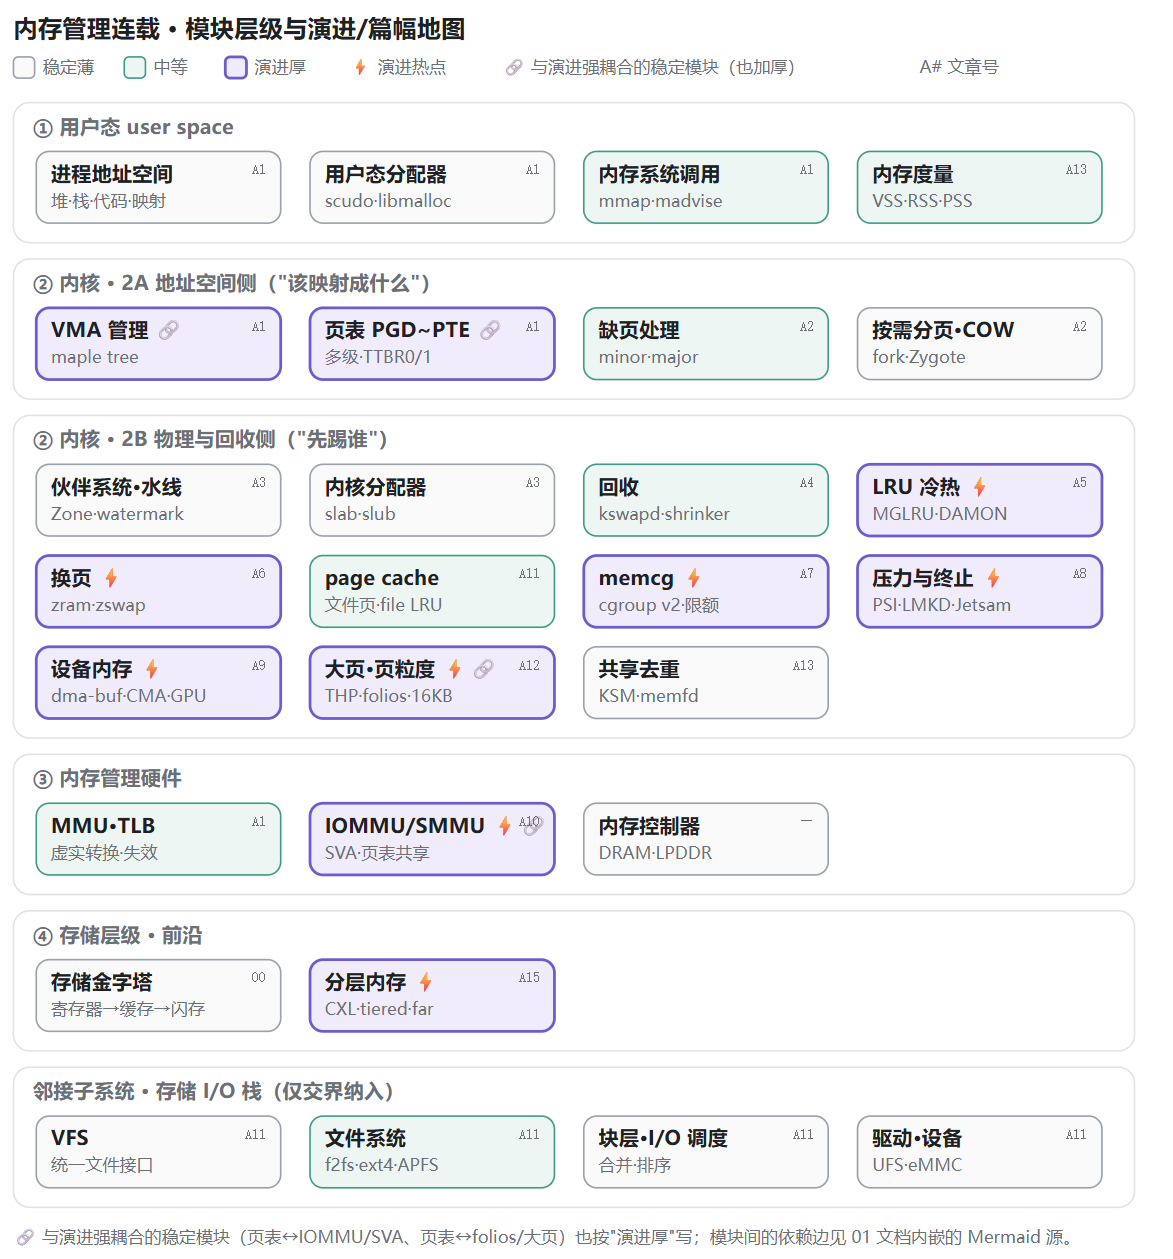 内存管理连载 · 模块层级与演进/篇幅地图
稳定薄 中等 演进厚 ⚡ 演进热点 🔗 与演进强耦合的稳定模块（也加厚） A# 文章号
① 用户态 user space
进程地址空间 A1
堆·栈·代码·映射
用户态分配器 A1
scudo·libmalloc
内存系统调用 A1
mmap·madvise
内存度量 A13
VSS·RSS·PSS
② 内核 · 2A 地址空间侧（"该映射成什么"）
VMA 管理 🔗 A1
maple tree
页表 PGD~PTE 🔗 A1
多级·TTBR0/1
缺页处理 A2
minor·major
按需分页·COW A2
fork·Zygote
② 内核 · 2B 物理与回收侧（"先踢谁"）
伙伴系统·水线 A3
Zone·watermark
内核分配器 A3
slab·slub
回收 A4
kswapd·shrinker
LRU 冷热 ⚡ A5
MGLRU·DAMON
换页 ⚡ A6
zram·zswap
page cache A11
文件页·file LRU
memcg ⚡ A7
cgroup v2·限额
压力与终止 ⚡ A8
PSI·LMKD·Jetsam
设备内存 ⚡ A9
dma-buf·CMA·GPU
大页·页粒度 ⚡ 🔗 A12
THP·folios·16KB
共享去重 A13
KSM·memfd
③ 内存管理硬件
MMU·TLB A1
虚实转换·失效
IOMMU/SMMU ⚡ 🔗 A10
SVA·页表共享
内存控制器 —
DRAM·LPDDR
④ 存储层级 · 前沿
存储金字塔 00
寄存器→缓存→闪存
分层内存 ⚡ A15
CXL·tiered·far
邻接子系统 · 存储 I/O 栈（仅交界纳入）
VFS A11
统一文件接口
文件系统 A11
f2fs·ext4·APFS
块层·I/O 调度 A11
合并·排序
驱动·设备 A11
UFS·eMMC
🔗 与演进强耦合的稳定模块（页表↔IOMMU/SVA、页表↔folios/大页）也按"演进厚"写；模块间的依赖边见 01 文档内嵌的 Mermaid 源。